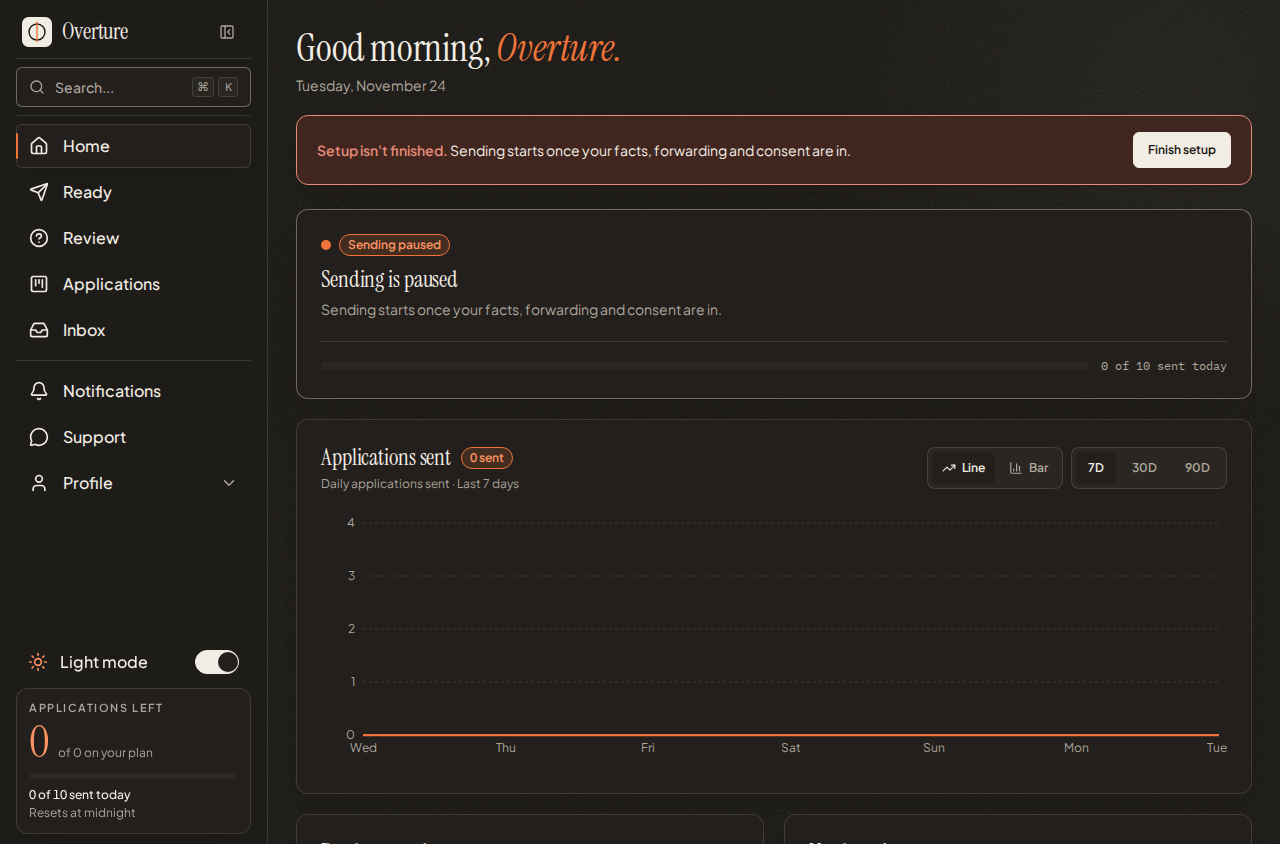 Overture
Search... ⌘ K
Home
Ready
Review
Applications
Inbox
Notifications
Support
Profile
Light mode
APPLICATIONS LEFT
0 of 0 on your plan
0 of 10 sent today
Resets at midnight
Good morning, Overture.
Tuesday, November 24
Setup isn't finished. Sending starts once your facts, forwarding and consent are in.
Finish setup
Sending paused
Sending is paused
Sending starts once your facts, forwarding and consent are in.
0 of 10 sent today
Applications sent 0 sent
Daily applications sent · Last 7 days
Line Bar 7D 30D 90D
4
3
2
1
0
Wed Thu Fri Sat Sun Mon Tue